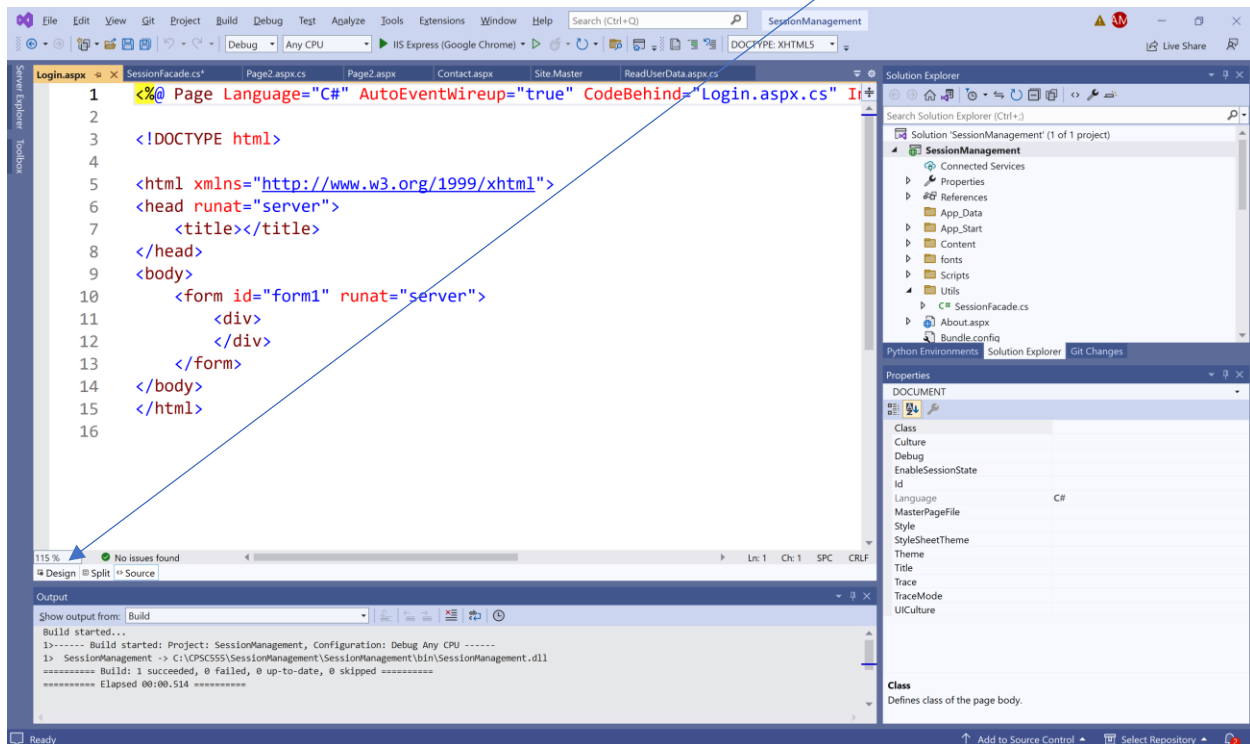 File Edit View Git Project Build Debug Test Analyze Tools Extensions Window Help Search (Ctrl+Q) SessionManagement AM
Debug Any CPU IIS Express (Google Chrome) DOCTYPE: XHTML5 Live Share
Server Explorer
Toolbox
Login.aspx SessionFacade.cs* Page2.aspx.cs Page2.aspx Contact.aspx Site.Master ReadUserData.aspx.cs
1 <%@ Page Language="C#" AutoEventWireup="true" CodeBehind="Login.aspx.cs" In
2
3 <!DOCTYPE html>
4
5 <html xmlns="http://www.w3.org/1999/xhtml">
6 <head runat="server">
7 <title></title>
8 </head>
9 <body>
10 <form id="form1" runat="server">
11 <div>
12 </div>
13 </form>
14 </body>
15 </html>
16
115 % No issues found Ln: 1 Ch: 1 SPC CRLF
Design Split Source
Output
Show output from: Build
Build started...
1>------ Build started: Project: SessionManagement, Configuration: Debug Any CPU ------
1> SessionManagement -> C:\CPSC555\SessionManagement\SessionManagement\bin\SessionManagement.dll
========== Build: 1 succeeded, 0 failed, 0 up-to-date, 0 skipped ==========
========== Elapsed 00:00.514 ==========
Solution Explorer
Search Solution Explorer (Ctrl+;)
Solution 'SessionManagement' (1 of 1 project)
SessionManagement
Connected Services
Properties
References
App_Data
App_Start
Content
fonts
Scripts
Utils
C# SessionFacade.cs
About.aspx
Bundle.config
Python Environments Solution Explorer Git Changes
Properties
DOCUMENT
Class
Culture
Debug
EnableSessionState
Id
Language C#
MasterPageFile
Style
StyleSheetTheme
Theme
Title
Trace
TraceMode
UICulture
Class
Defines class of the page body.
Ready Add to Source Control Select Repository 2